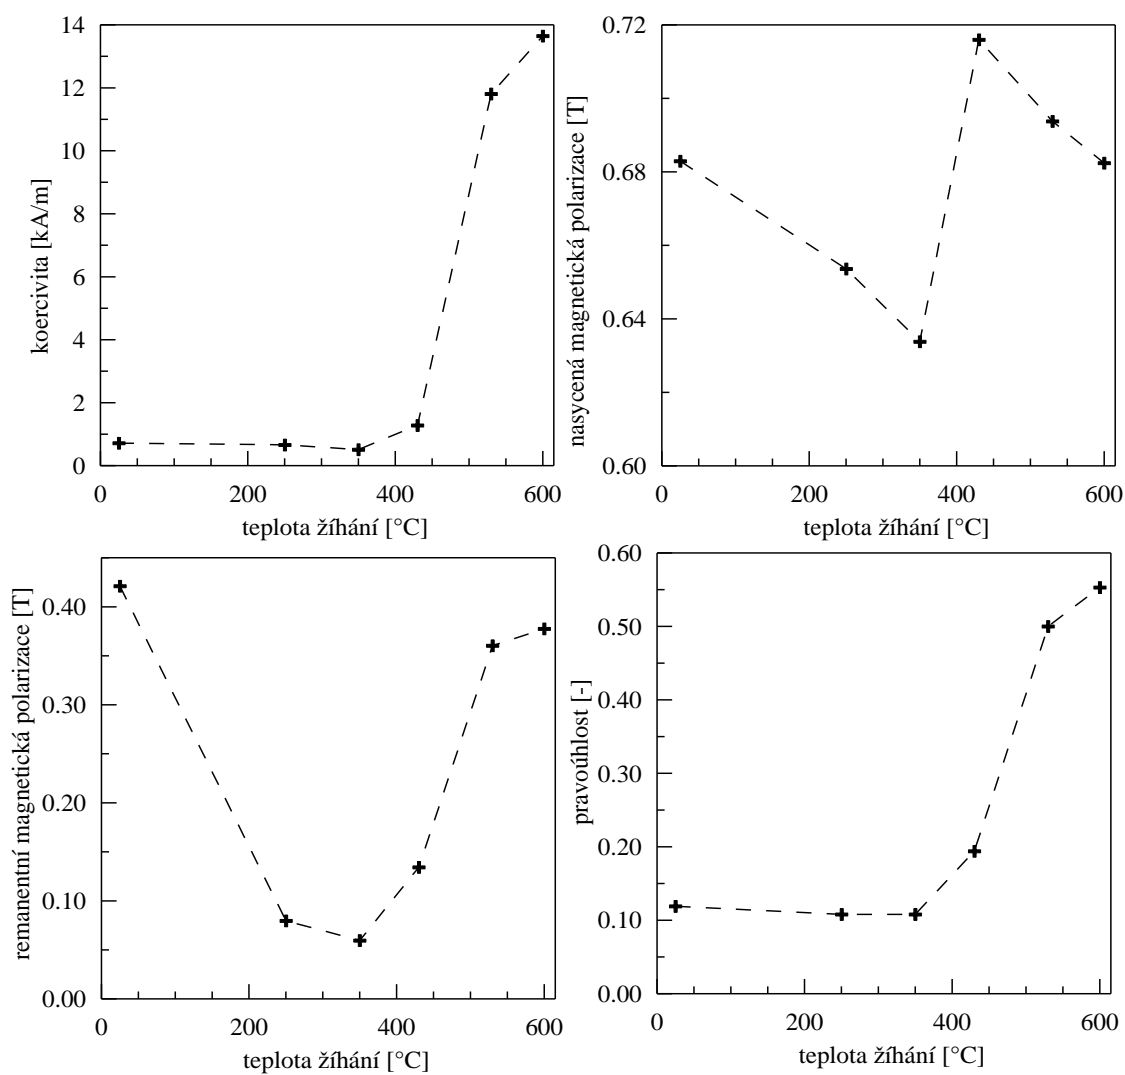 koercivita [kA/m]
14
12
10
8
6
4
2
0
0 200 400 600
teplota žíhání [°C]
nasycená magnetická polarizace [T]
0.72
0.68
0.64
0.60
0 200 400 600
teplota žíhání [°C]
remanentní magnetická polarizace [T]
0.40
0.30
0.20
0.10
0.00
0 200 400 600
teplota žíhání [°C]
pravoúhlost [-]
0.60
0.50
0.40
0.30
0.20
0.10
0.00
0 200 400 600
teplota žíhání [°C]